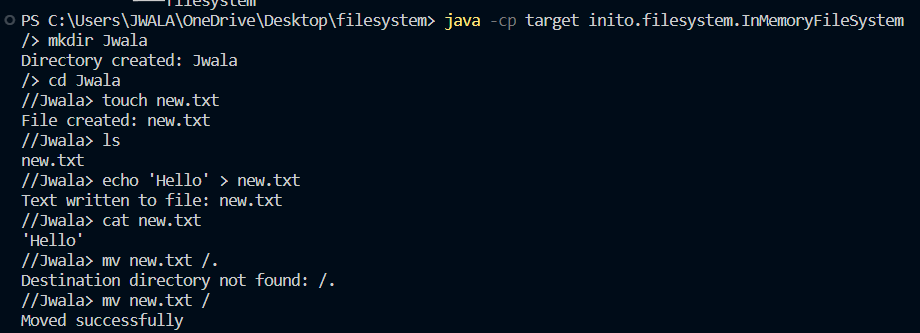 filesystem
PS C:\Users\JWALA\OneDrive\Desktop\filesystem> java -cp target inito.filesystem.InMemoryFileSystem
/> mkdir Jwala
Directory created: Jwala
/> cd Jwala
//Jwala> touch new.txt
File created: new.txt
//Jwala> ls
new.txt
//Jwala> echo 'Hello' > new.txt
Text written to file: new.txt
//Jwala> cat new.txt
'Hello'
//Jwala> mv new.txt /.
Destination directory not found: /.
//Jwala> mv new.txt /
Moved successfully